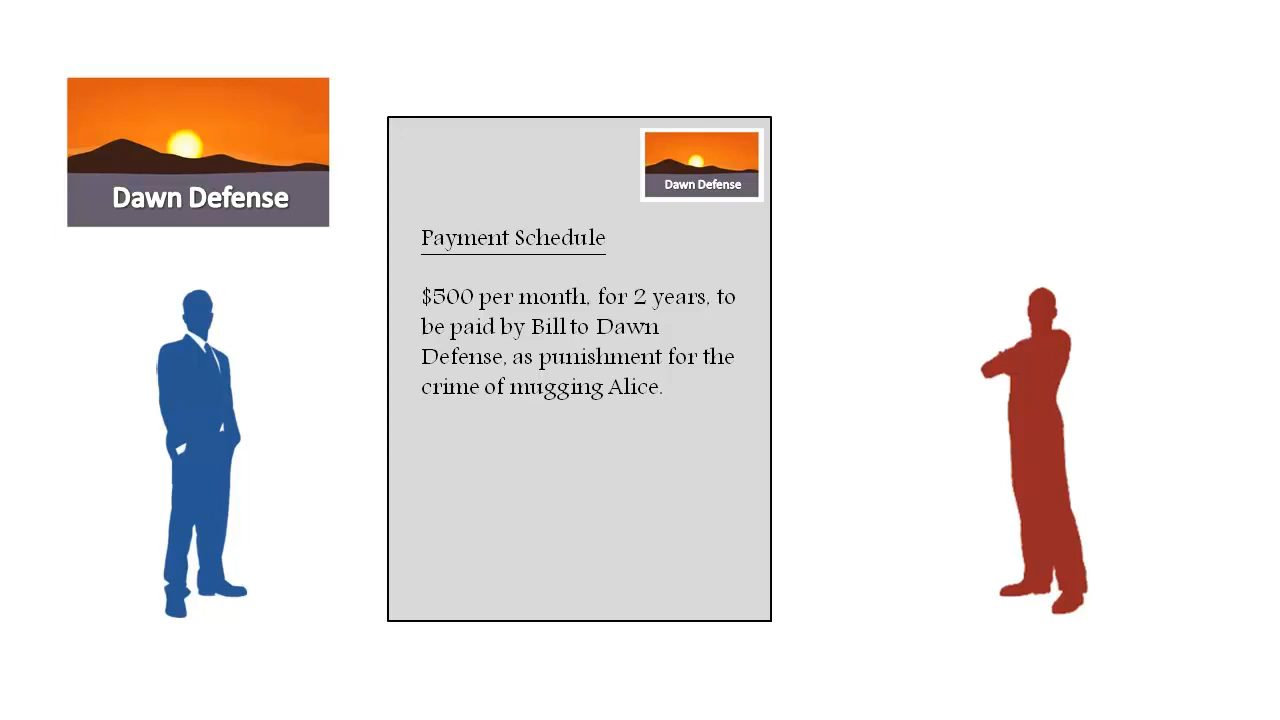 Dawn Defense
Dawn Defense
Payment Schedule
$500 per month, for 2 years, to
be paid by Bill to Dawn
Defense, as punishment for the
crime of mugging Alice.